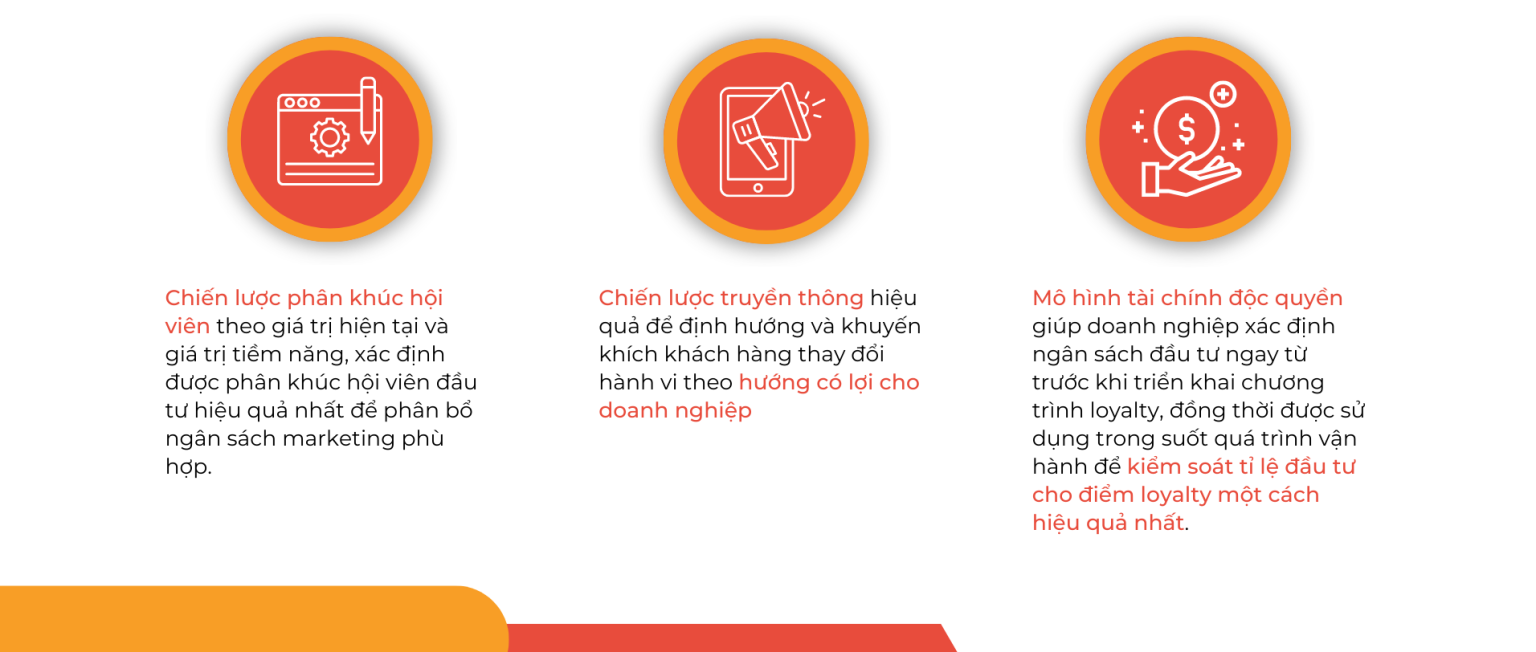 Chiến lược phân khúc hội
viên theo giá trị hiện tại và
giá trị tiềm năng, xác định
được phân khúc hội viên đầu
tư hiệu quả nhất để phân bổ
ngân sách marketing phù
hợp.
Chiến lược truyền thông hiệu
quả để định hướng và khuyến
khích khách hàng thay đổi
hành vi theo hướng có lợi cho
doanh nghiệp
Mô hình tài chính độc quyền
giúp doanh nghiệp xác định
ngân sách đầu tư ngay từ
trước khi triển khai chương
trình loyalty, đồng thời được sử
dụng trong suốt quá trình vận
hành để kiểm soát tỉ lệ đầu tư
cho điểm loyalty một cách
hiệu quả nhất.